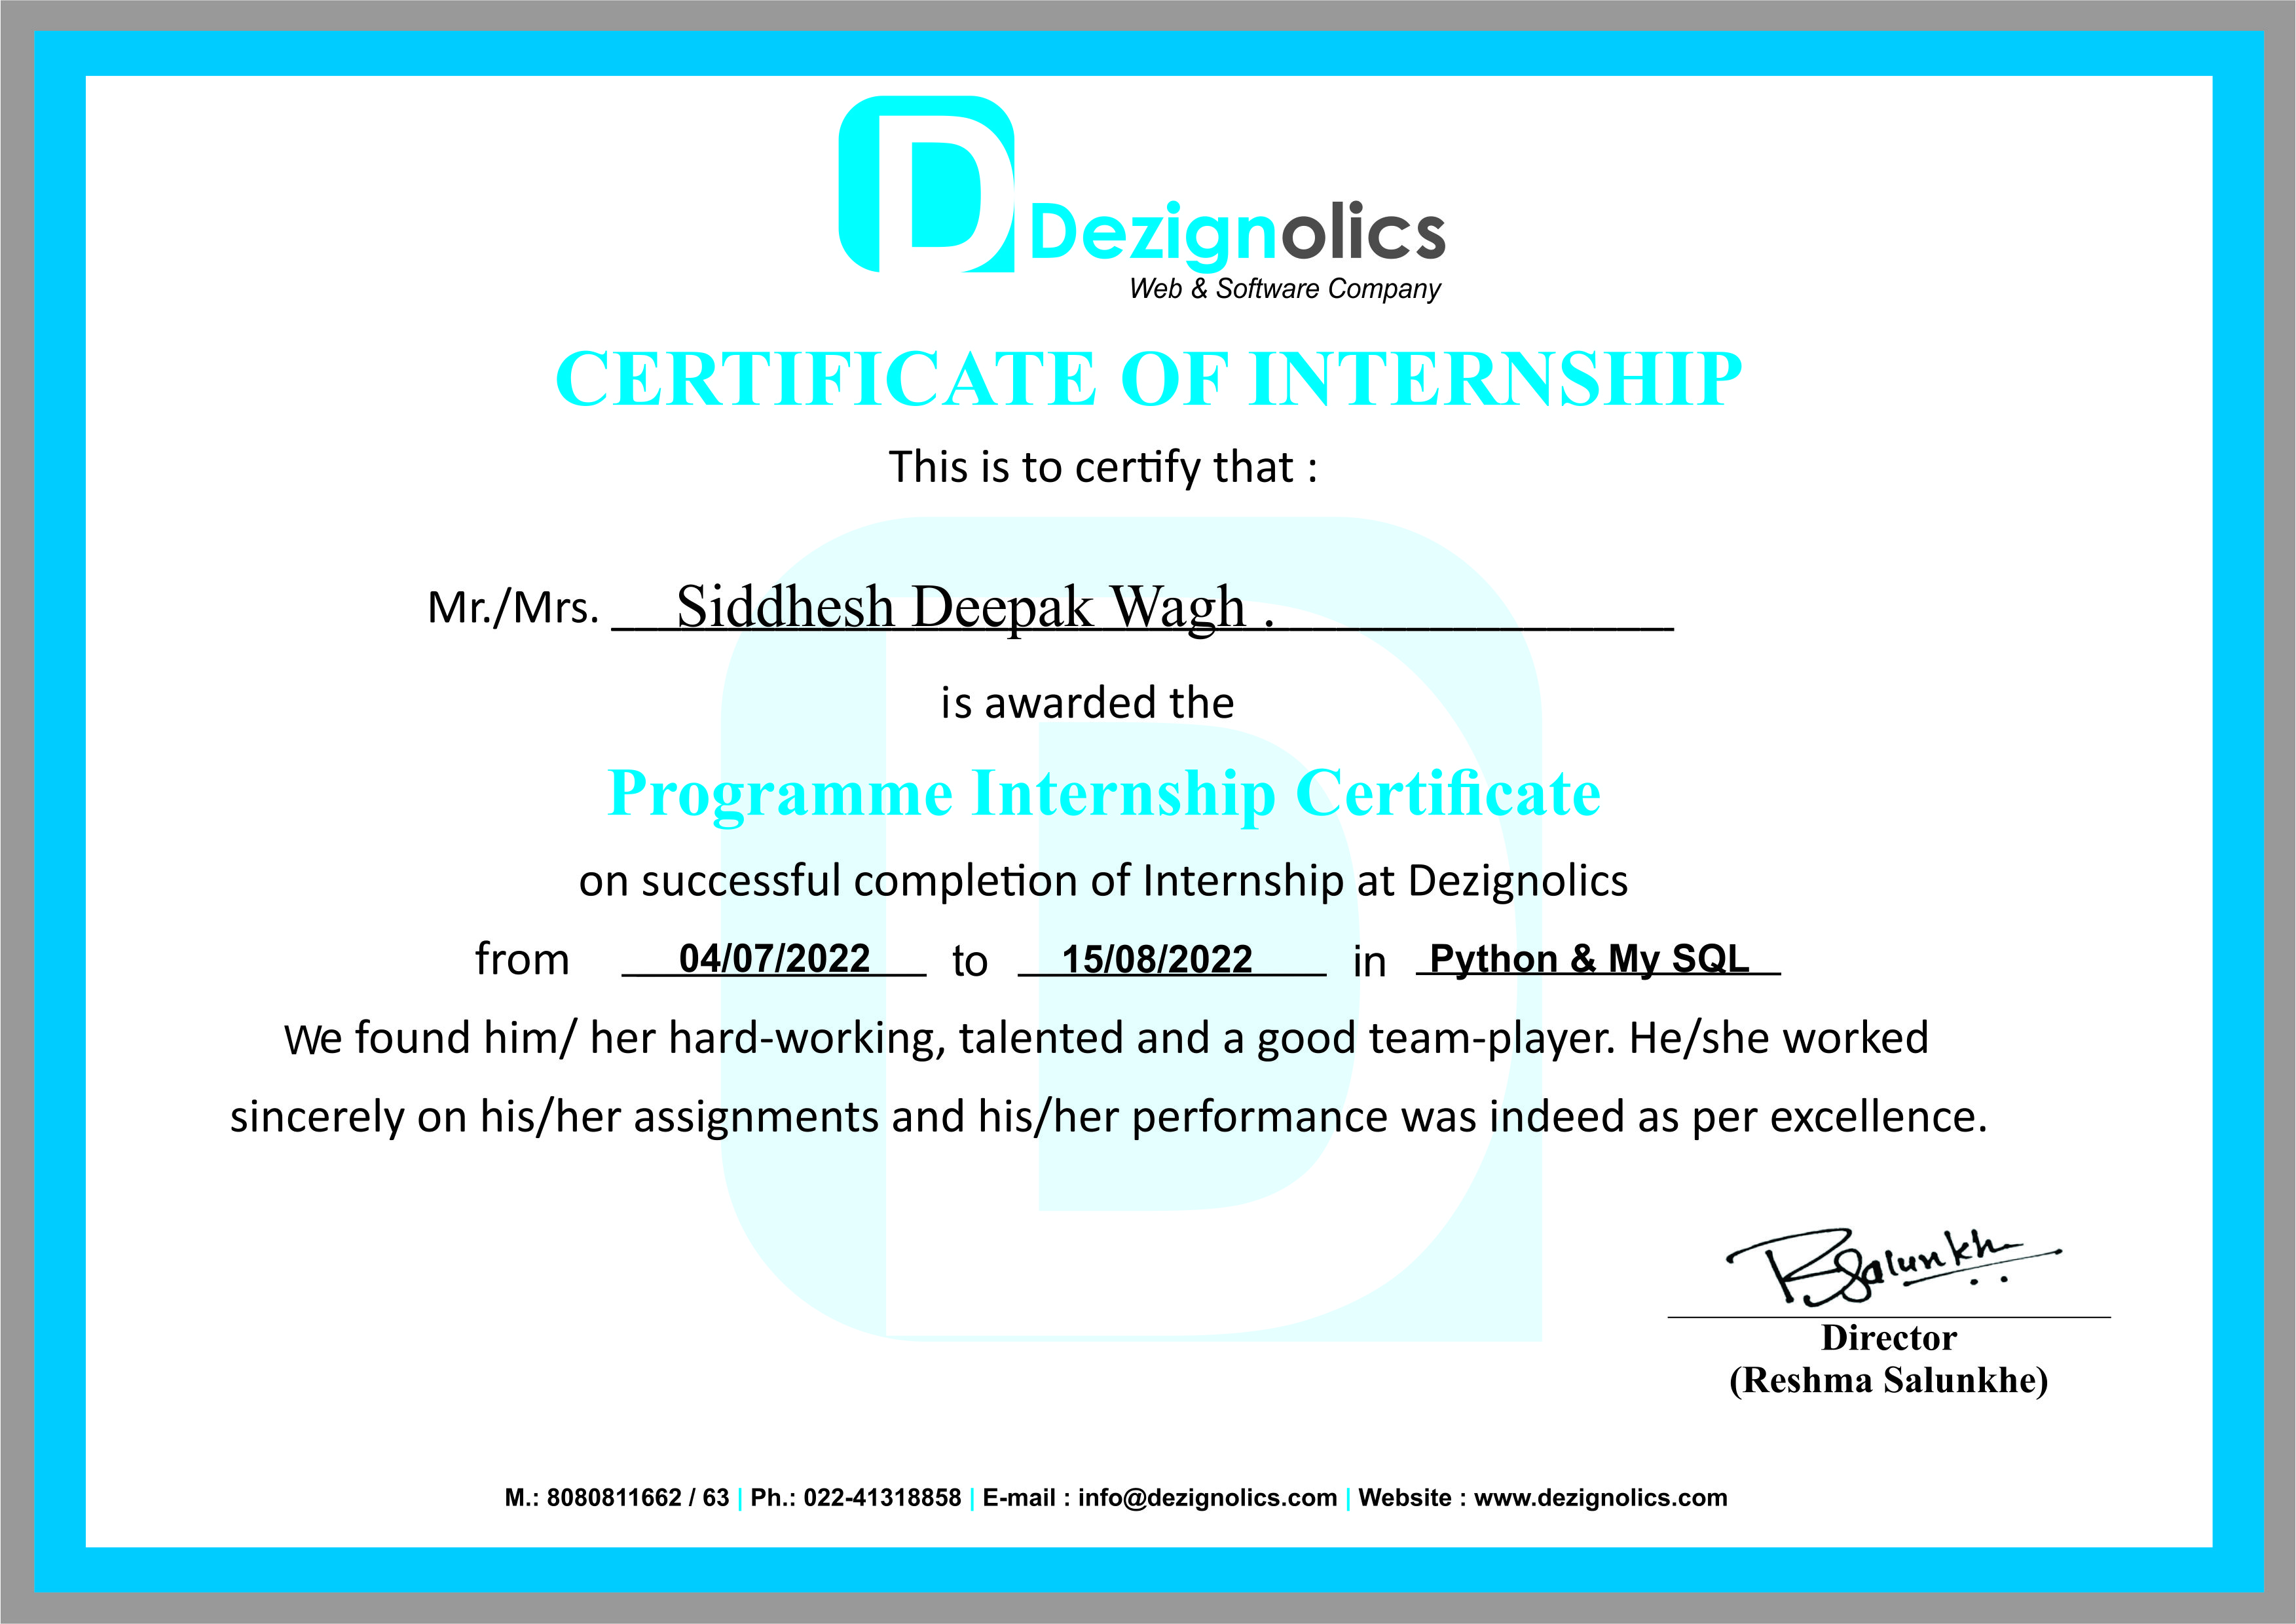 Dezignolics
Web & Software Company
CERTIFICATE OF INTERNSHIP
This is to certify that :
Mr./Mrs. Siddhesh Deepak Wagh .
is awarded the
Programme Internship Certificate
on successful completion of Internship at Dezignolics
from 04/07/2022 to 15/08/2022 in Python & My SQL
We found him/ her hard-working, talented and a good team-player. He/she worked
sincerely on his/her assignments and his/her performance was indeed as per excellence.
RSalunkh
Director
(Reshma Salunkhe)
M.: 8080811662 / 63 | Ph.: 022-41318858 | E-mail : info@dezignolics.com | Website : www.dezignolics.com